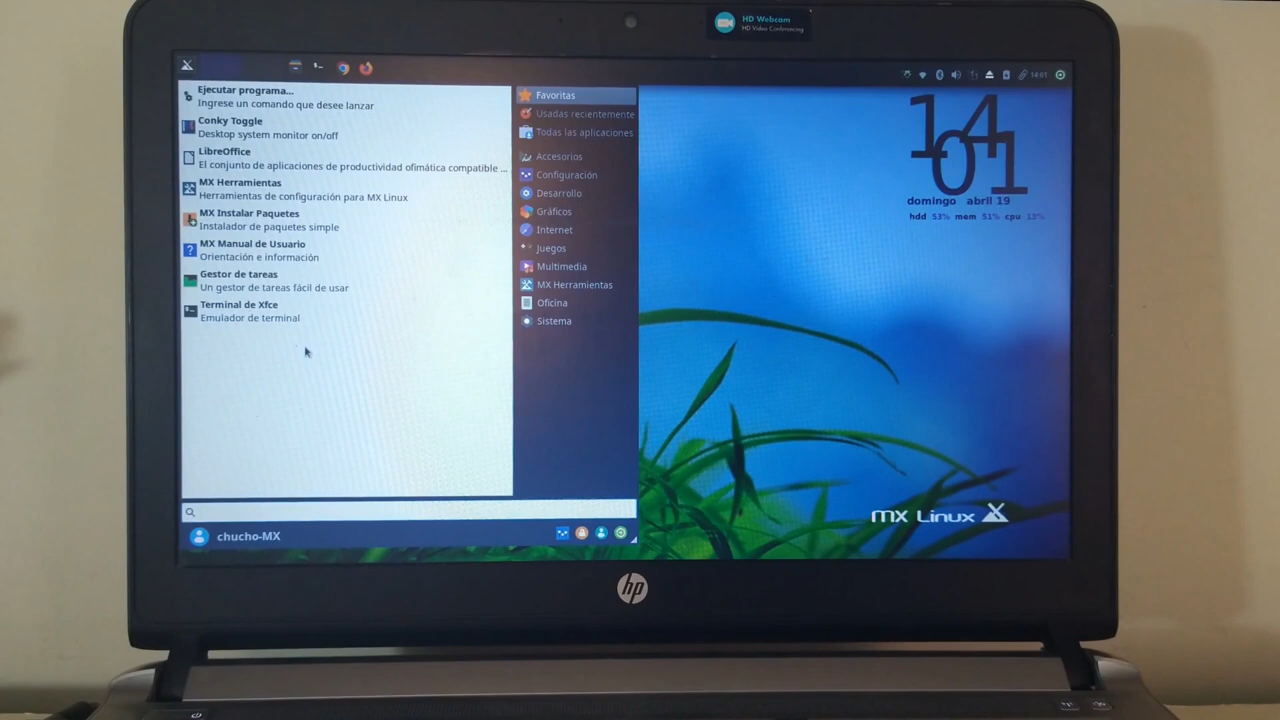 HD Webcam
HD Video Conferencing
14:01
Ejecutar programa...
Ingrese un comando que desee lanzar
Conky Toggle
Desktop system monitor on/off
LibreOffice
El conjunto de aplicaciones de productividad ofimática compatible ...
MX Herramientas
Herramientas de configuración para MX Linux
MX Instalar Paquetes
Instalador de paquetes simple
MX Manual de Usuario
Orientación e información
Gestor de tareas
Un gestor de tareas fácil de usar
Terminal de Xfce
Emulador de terminal
Favoritas
Usadas recientemente
Todas las aplicaciones
Accesorios
Configuración
Desarrollo
Gráficos
Internet
Juegos
Multimedia
MX Herramientas
Oficina
Sistema
chucho-MX
14
01
domingo abril 19
hdd 53% mem 51% cpu 13%
MX Linux
hp